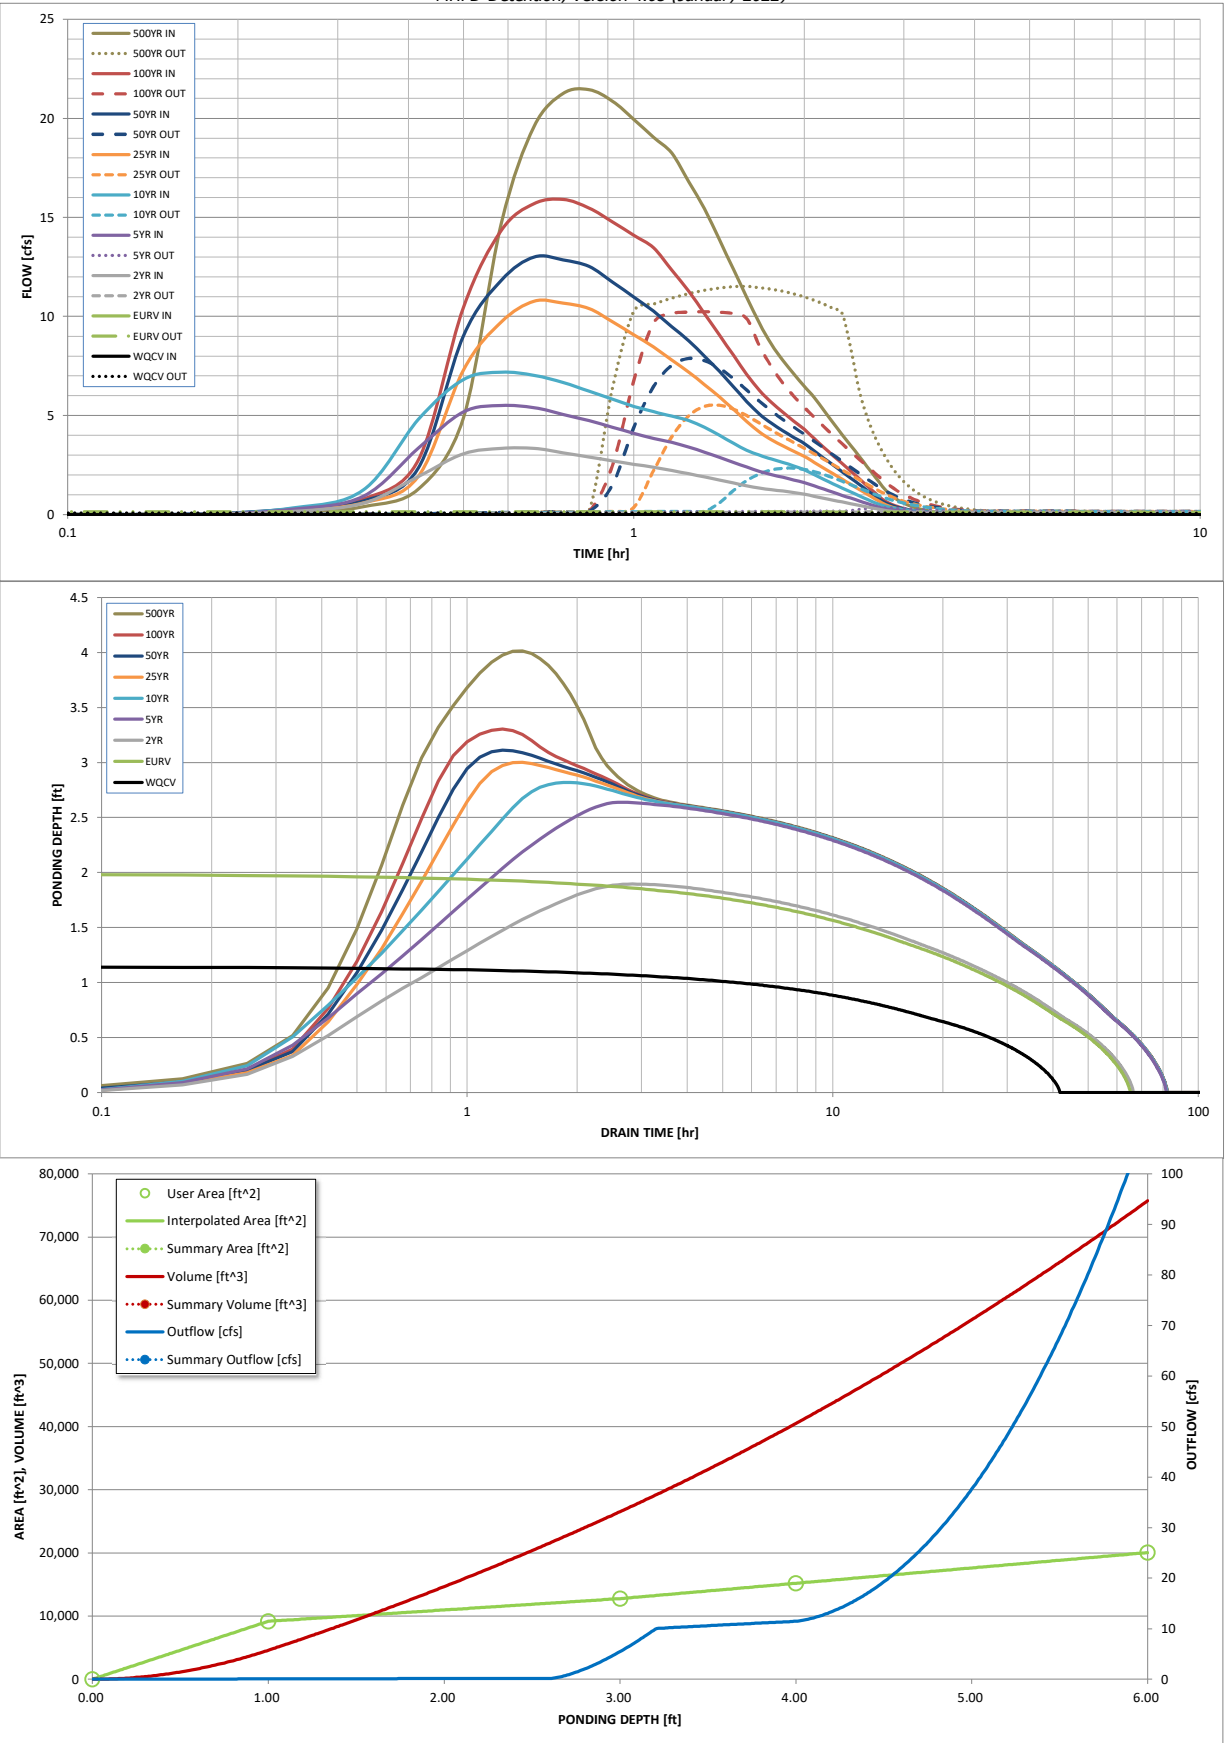 25
20
15
10
5
0
FLOW [cfs]
500YR IN
500YR OUT
100YR IN
100YR OUT
50YR IN
50YR OUT
25YR IN
25YR OUT
10YR IN
10YR OUT
5YR IN
5YR OUT
2YR IN
2YR OUT
EURV IN
EURV OUT
WQCV IN
WQCV OUT
0.1
1
10
TIME [hr]
4.5
4
3.5
3
2.5
2
1.5
1
0.5
0
PONDING DEPTH [ft]
500YR
100YR
50YR
25YR
10YR
5YR
2YR
EURV
WQCV
0.1
1
10
100
DRAIN TIME [hr]
80,000
70,000
60,000
50,000
40,000
30,000
20,000
10,000
0
AREA [ft^2], VOLUME [ft^3]
User Area [ft^2]
Interpolated Area [ft^2]
Summary Area [ft^2]
Volume [ft^3]
Summary Volume [ft^3]
Outflow [cfs]
Summary Outflow [cfs]
100
90
80
70
60
50
40
30
20
10
0
OUTFLOW [cfs]
0.00
1.00
2.00
3.00
4.00
5.00
6.00
PONDING DEPTH [ft]